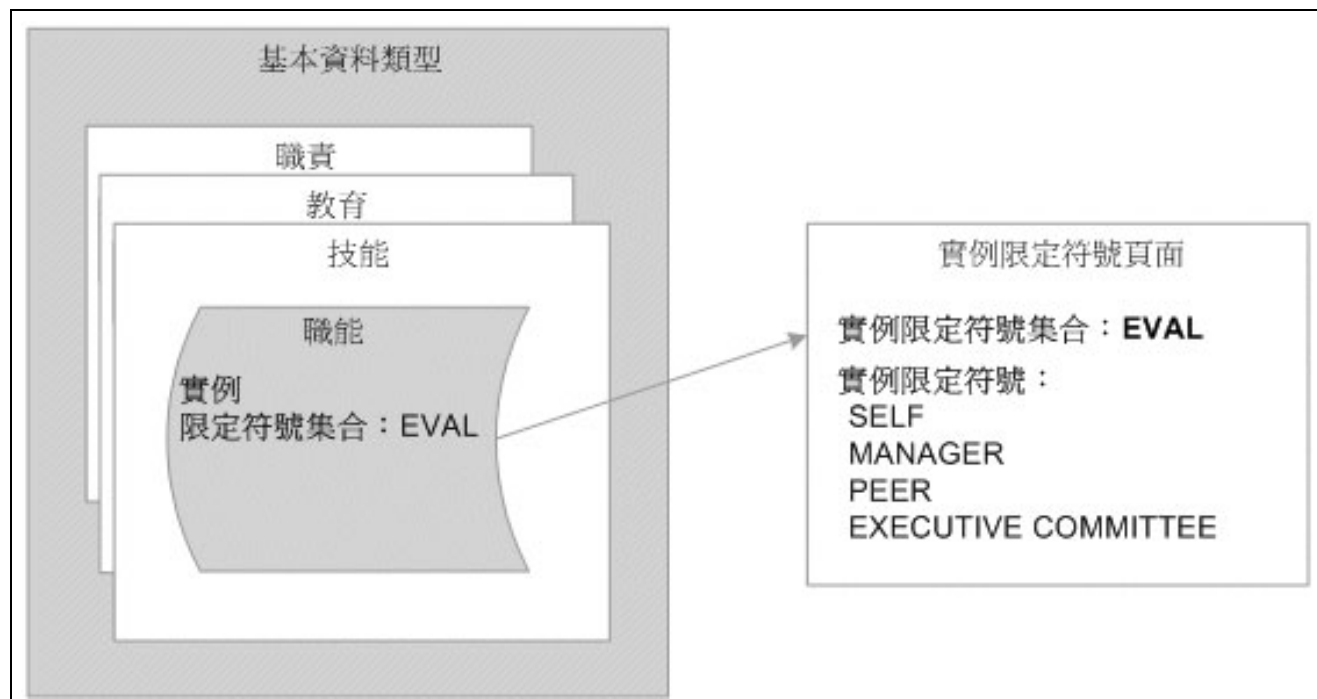 基本資料類型
職責
教育
技能
職能
實例
限定符號集合：EVAL
實例限定符號頁面
實例限定符號集合：EVAL
實例限定符號：
SELF
MANAGER
PEER
EXECUTIVE COMMITTEE